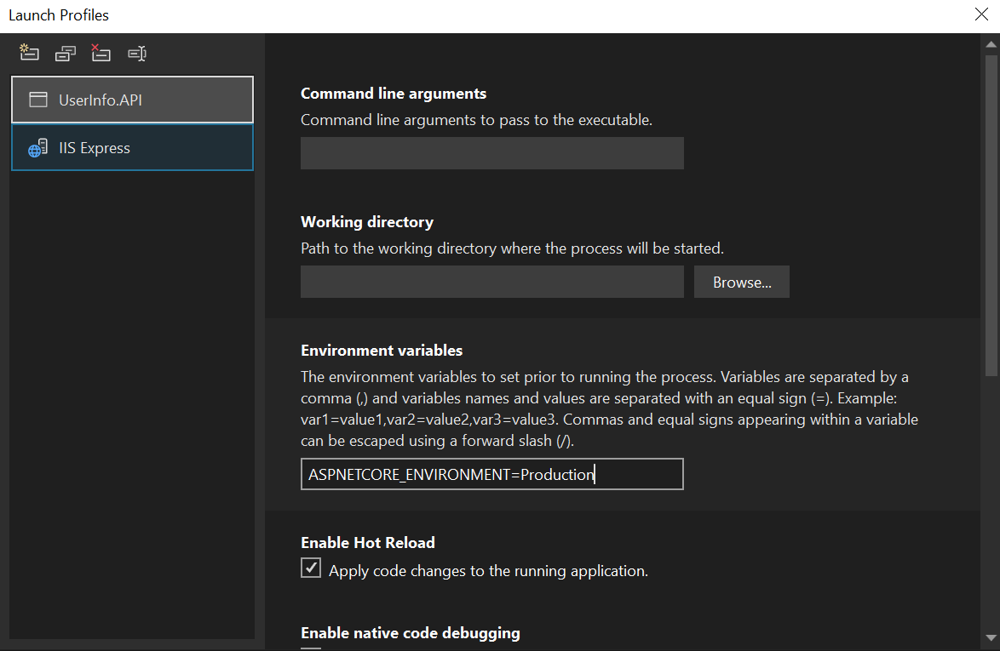 Launch Profiles
UserInfo.API
IIS Express
Command line arguments
Command line arguments to pass to the executable.
Working directory
Path to the working directory where the process will be started.
Browse...
Environment variables
The environment variables to set prior to running the process. Variables are separated by a
comma (,) and variables names and values are separated with an equal sign (=). Example:
var1=value1,var2=value2,var3=value3. Commas and equal signs appearing within a variable
can be escaped using a forward slash (/).
ASPNETCORE_ENVIRONMENT=Production
Enable Hot Reload
Apply code changes to the running application.
Enable native code debugging